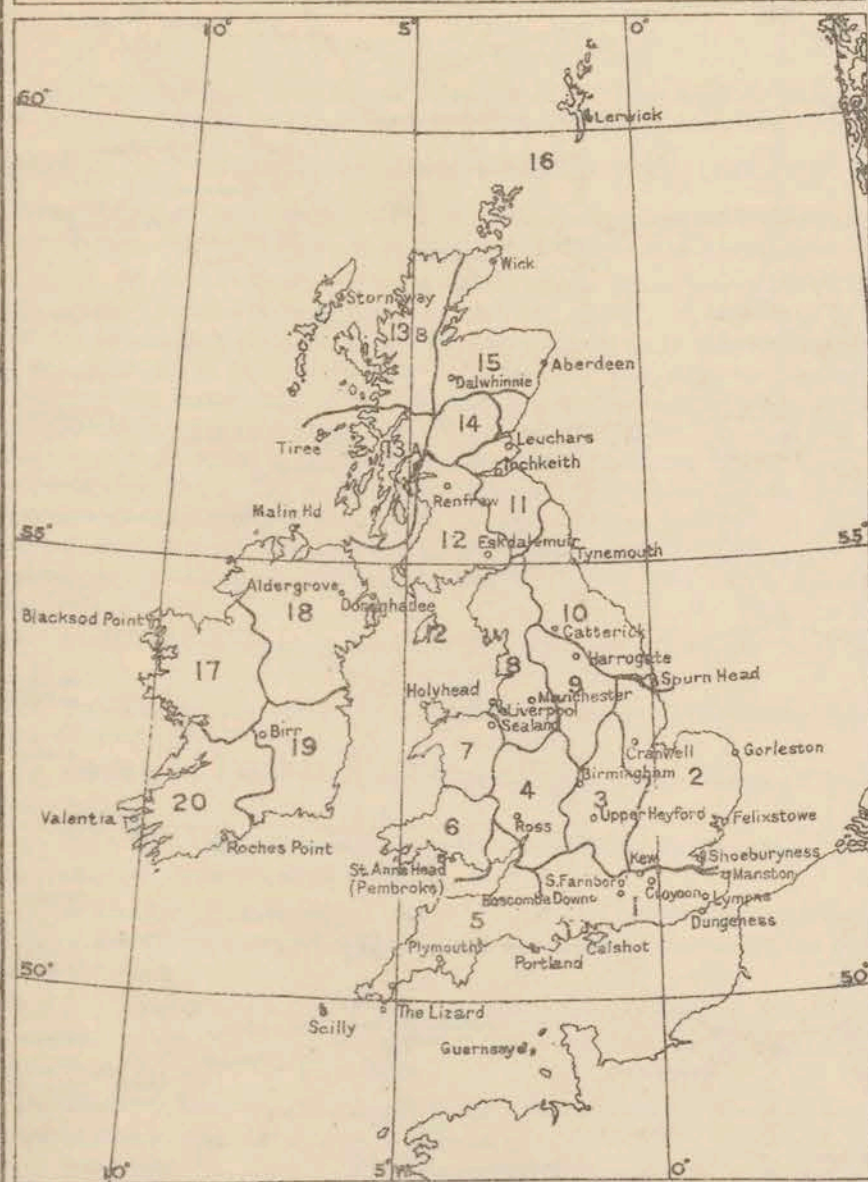 10° 5° 0°
60°
Lerwick
16
Wick
Stornoway
13 B
15
Aberdeen
Dalwhinnie
14
Tiree
13 A
Leuchars
Inchkeith
Renfrew
11
Malin Hd
12
Eskdalemuir
55° 55°
Tynemouth
Aldergrove
18
Donaghadee
Blacksod Point
12
10
Catterick
Harrogate
17
8
9
Spurn Head
Holyhead
Manchester
Liverpool
Sealand
Birr
19
7
Cranwell
Gorleston
Birmingham
2
4
3
20
Valentia
Ross
Upper Heyford
Felixstowe
6
Roches Point
Shoeburyness
St. Anns Head
(Pembroke)
Kew
Manston
S. Farnboro'
Croydon
Boscombe Down
1
Lympne
5
Dungeness
Calshot
Plymouth
Portland
50° 50°
Scilly
The Lizard
Guernsey
10° 5° 0°